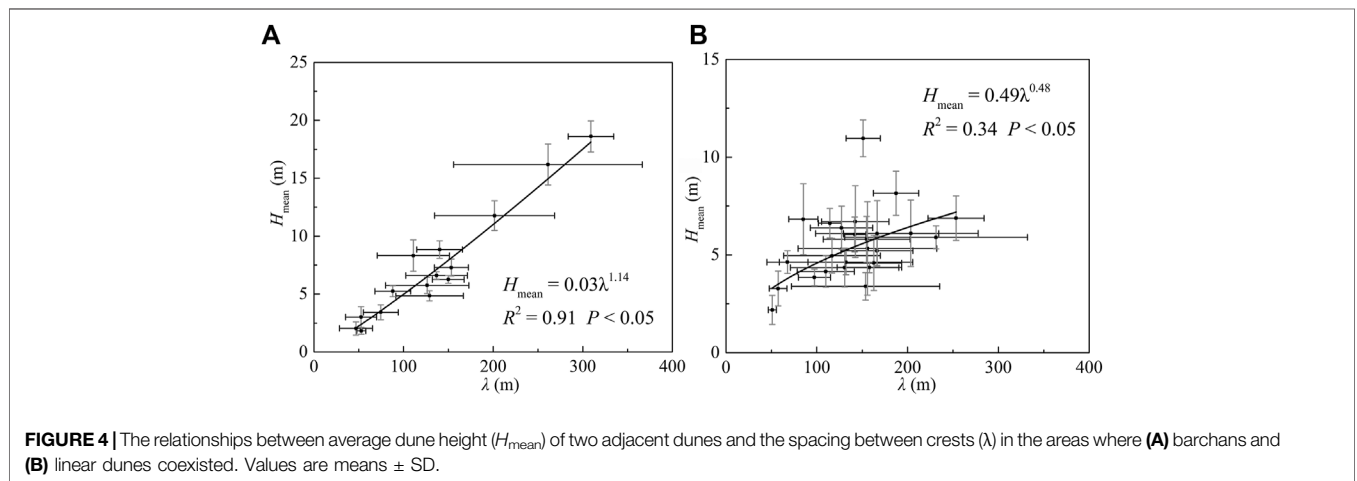 A
B
25
20
15
10
5
0
H_mean (m)
H_mean = 0.03λ^1.14
R² = 0.91 P < 0.05
0 100 200 300 400
λ (m)
15
10
5
0
H_mean (m)
H_mean = 0.49λ^0.48
R² = 0.34 P < 0.05
0 100 200 300 400
λ (m)
FIGURE 4 | The relationships between average dune height (H_mean) of two adjacent dunes and the spacing between crests (λ) in the areas where (A) barchans and
(B) linear dunes coexisted. Values are means ± SD.